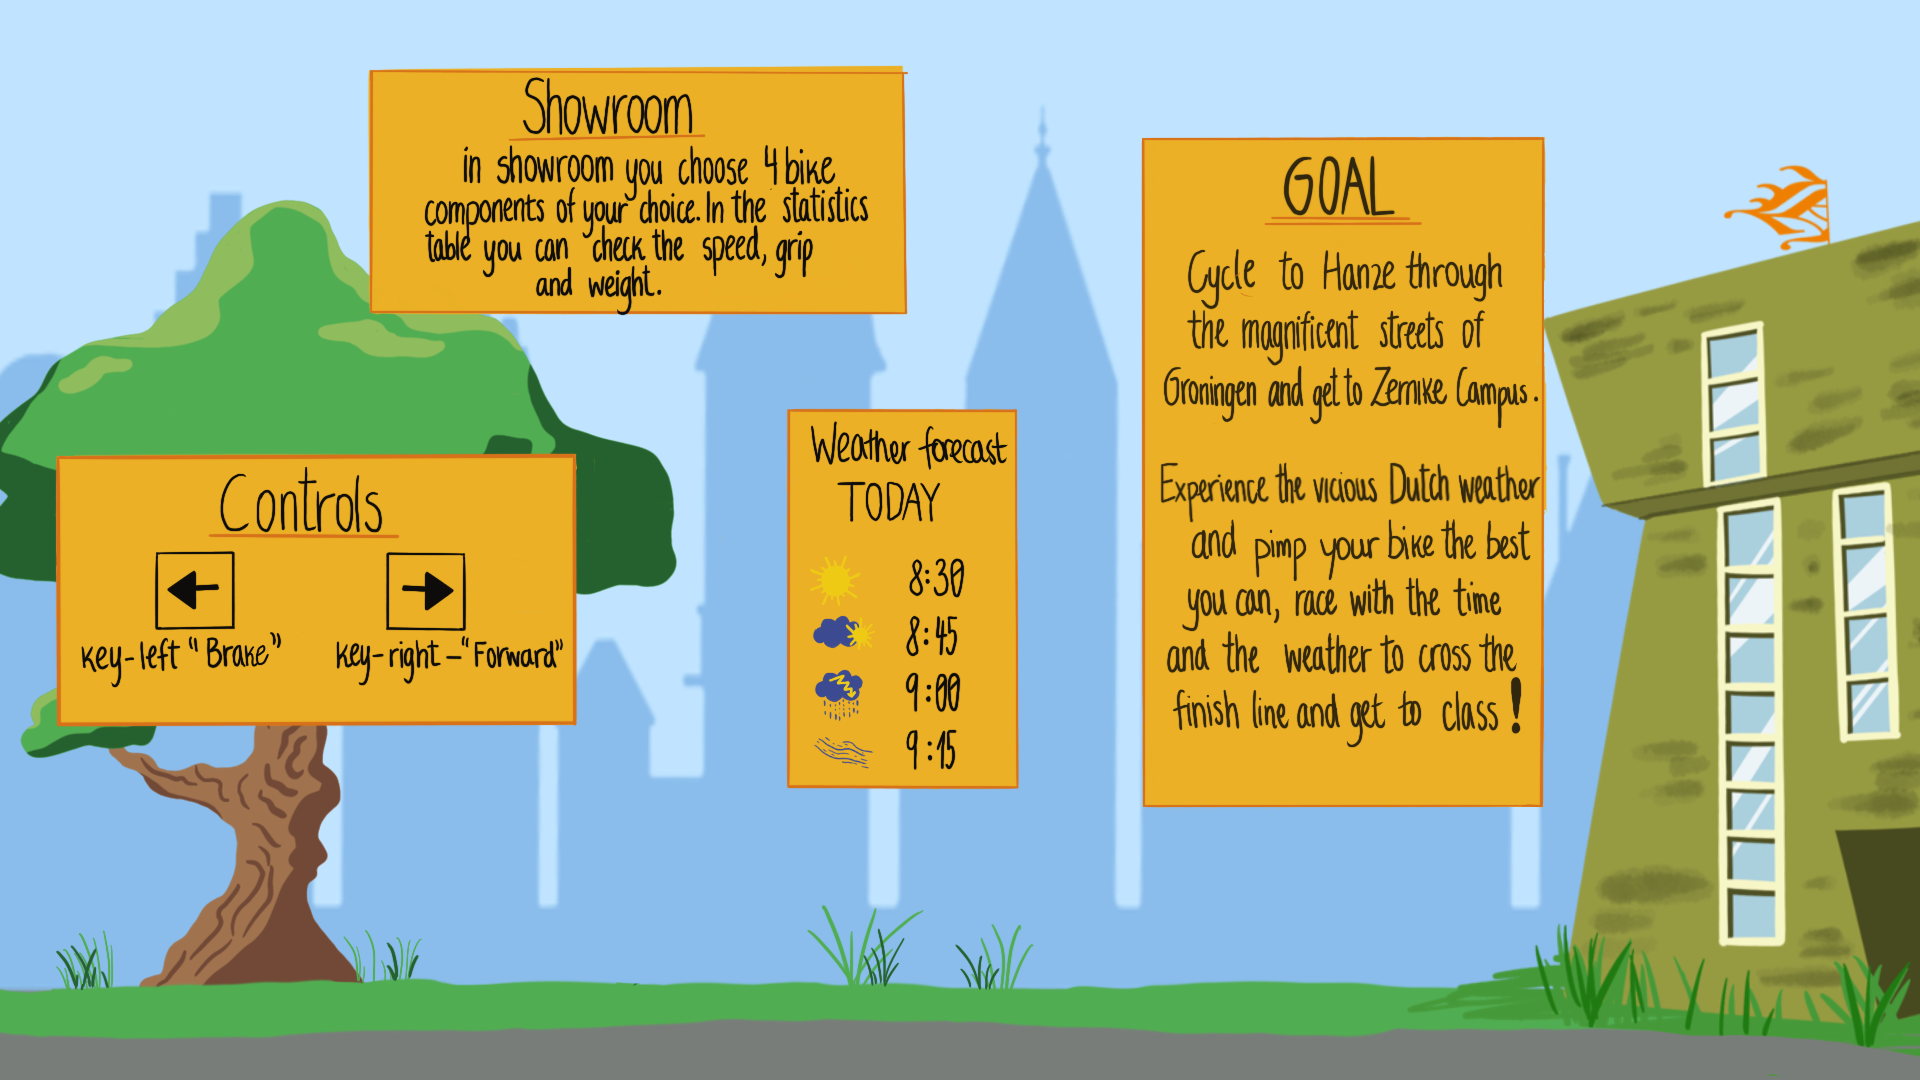 Showroom
in showroom you choose 4 bike
components of your choice. In the statistics
table you can check the speed, grip
and weight.
Controls
key-left "Brake"
key-right - "Forward"
Weather forecast
TODAY
8:30
8:45
9:00
9:15
GOAL
Cycle to Hanze through
the magnificent streets of
Groningen and get to Zernike Campus.
Experience the vicious Dutch weather
and pimp your bike the best
you can, race with the time
and the weather to cross the
finish line and get to class!